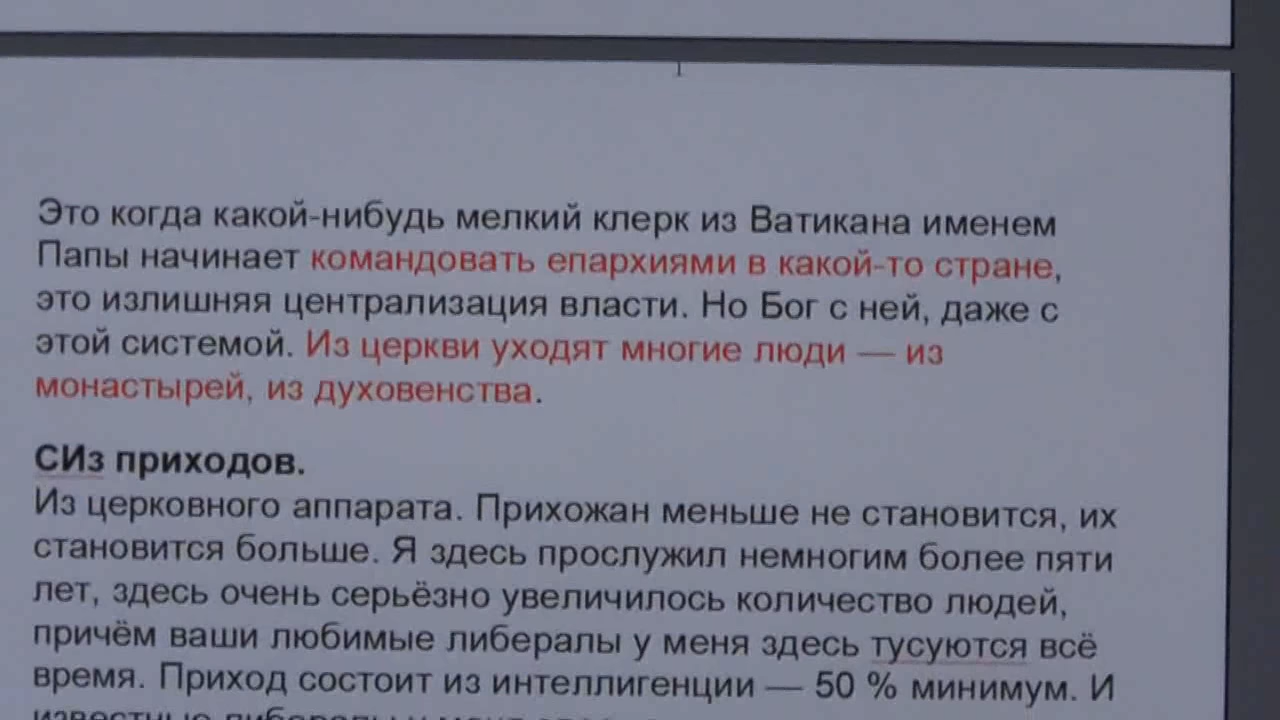 Это когда какой-нибудь мелкий клерк из Ватикана именем
Папы начинает командовать епархиями в какой-то стране,
это излишняя централизация власти. Но Бог с ней, даже с
этой системой. Из церкви уходят многие люди — из
монастырей, из духовенства.
СИз приходов.
Из церковного аппарата. Прихожан меньше не становится, их
становится больше. Я здесь прослужил немногим более пяти
лет, здесь очень серьёзно увеличилось количество людей,
причём ваши любимые либералы у меня здесь тусуются всё
время. Приход состоит из интеллигенции — 50 % минимум. И